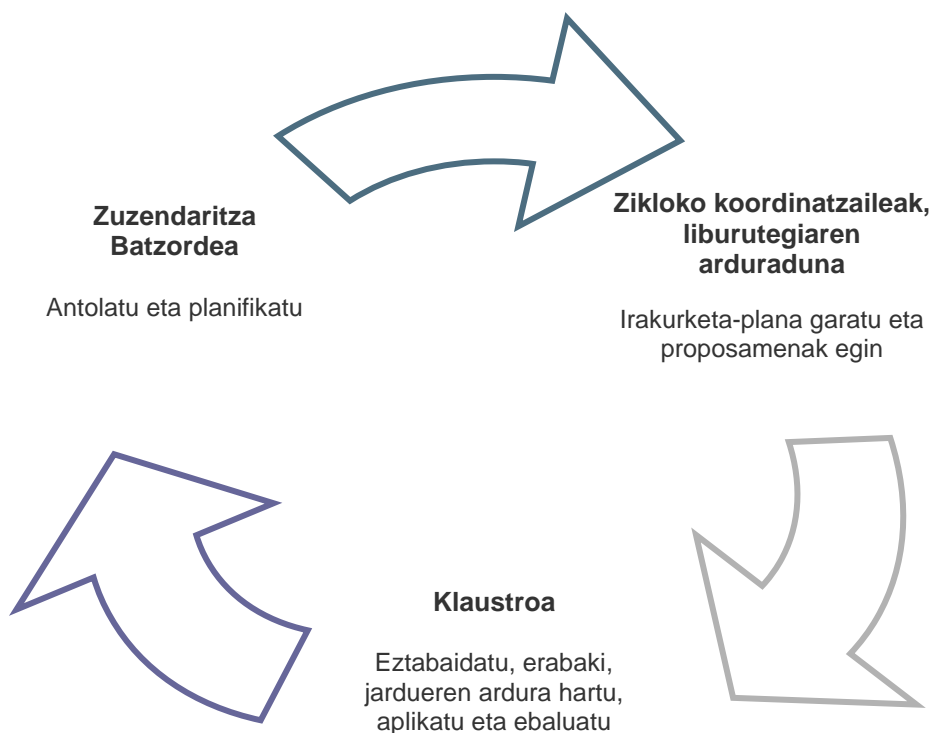 Zuzendaritza
Batzordea
Antolatu eta planifikatu
Zikloko koordinatzaileak,
liburutegiaren
arduraduna
Irakurketa-plana garatu eta
proposamenak egin
Klaustroa
Eztabaidatu, erabaki,
jardueren ardura hartu,
aplikatu eta ebaluatu